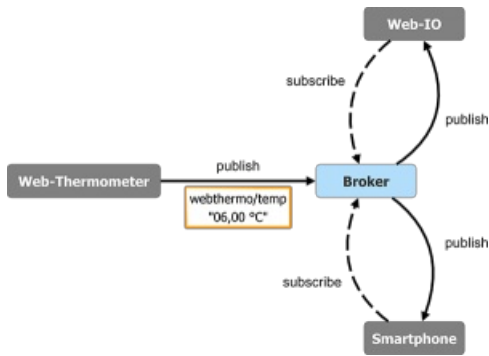 Web-IO
subscribe
publish
publish
Web-Thermometer
Broker
webthermo/temp
"06,00 °C"
publish
subscribe
Smartphone